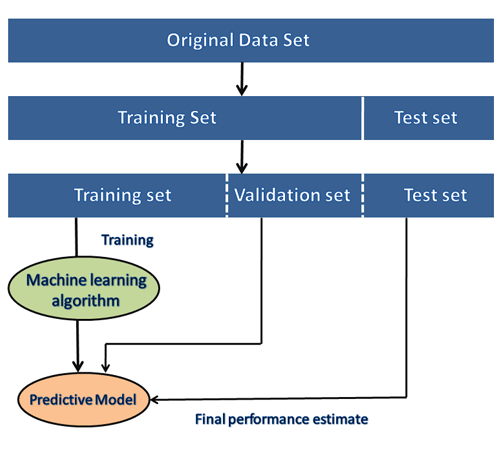 Original Data Set
Training Set
Test set
Training set
Validation set
Test set
Training
Machine learning
algorithm
Predictive Model
Final performance estimate